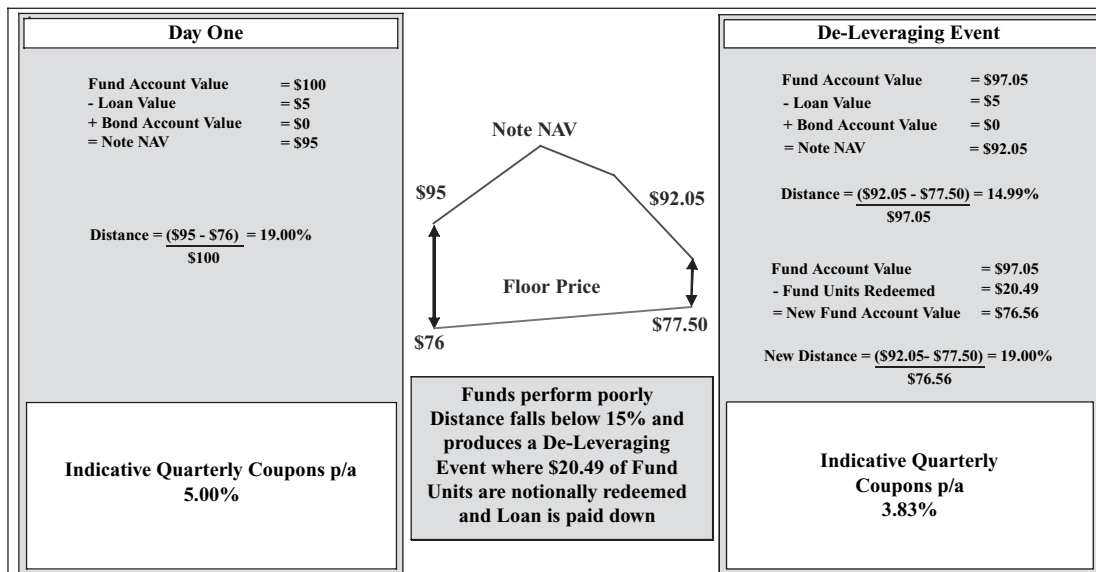 Day One
Fund Account Value = $100
- Loan Value = $5
+ Bond Account Value = $0
= Note NAV = $95
Distance = ($95 - $76) = 19.00%
$100
Indicative Quarterly Coupons p/a
5.00%
Note NAV
$95
$92.05
Floor Price
$76
$77.50
Funds perform poorly
Distance falls below 15% and
produces a De-Leveraging
Event where $20.49 of Fund
Units are notionally redeemed
and Loan is paid down
De-Leveraging Event
Fund Account Value = $97.05
- Loan Value = $5
+ Bond Account Value = $0
= Note NAV = $92.05
Distance = ($92.05 - $77.50) = 14.99%
$97.05
Fund Account Value = $97.05
- Fund Units Redeemed = $20.49
= New Fund Account Value = $76.56
New Distance = ($92.05- $77.50) = 19.00%
$76.56
Indicative Quarterly
Coupons p/a
3.83%